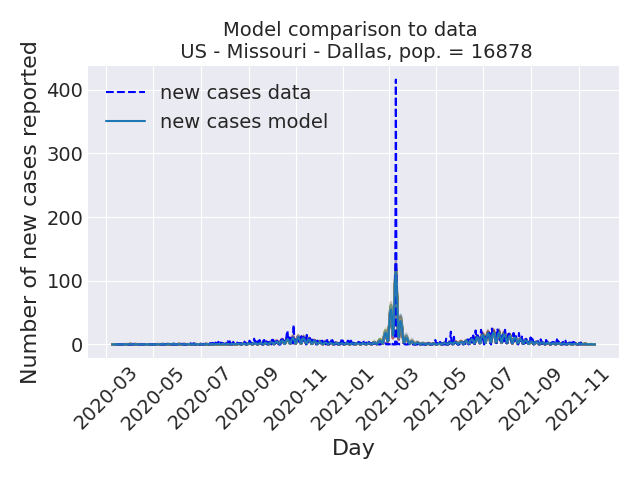 Model comparison to data
US - Missouri - Dallas, pop. = 16878
Number of new cases reported
400
300
200
100
0
new cases data
new cases model
2020-03
2020-05
2020-07
2020-09
2020-11
2021-01
2021-03
2021-05
2021-07
2021-09
2021-11
Day